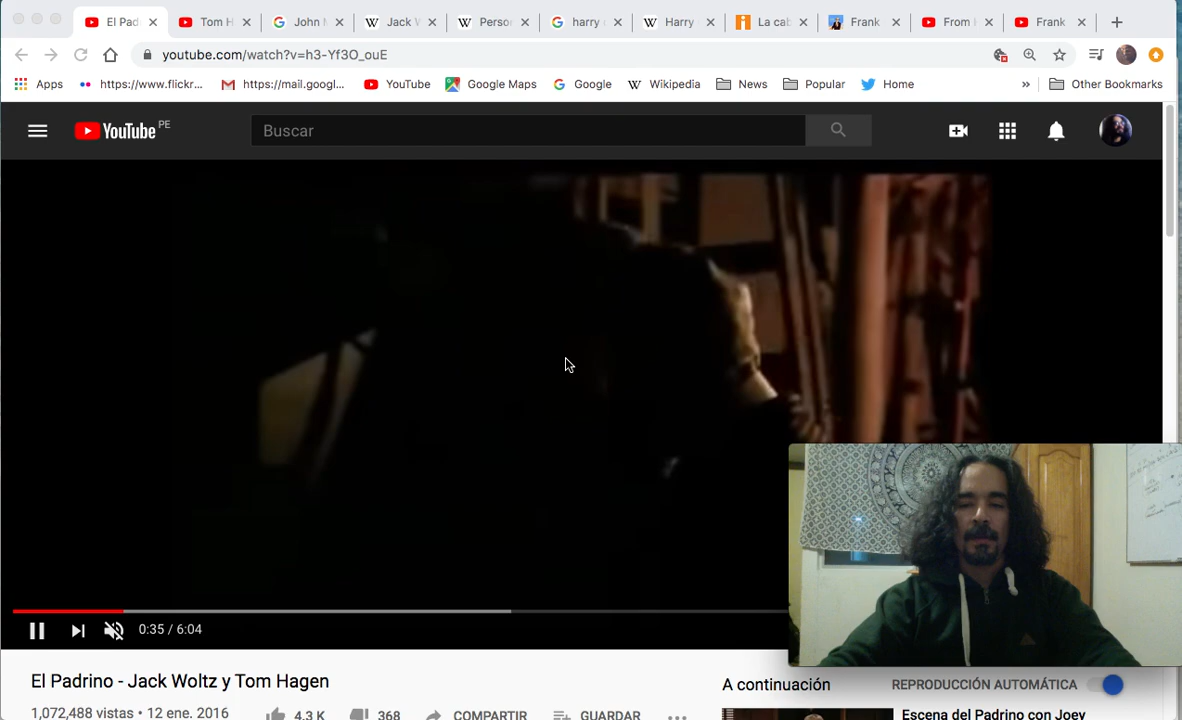 El Pad
Tom H
John M
Jack W
Person
harry c
Harry
La cab
Frank
From H
Frank
youtube.com/watch?v=h3-Yf3O_ouE
Apps
https://www.flickr...
https://mail.googl...
YouTube
Google Maps
Google
Wikipedia
News
Popular
Home
»
Other Bookmarks
YouTube PE
Buscar
0:35 / 6:04
El Padrino - Jack Woltz y Tom Hagen
1,072,488 vistas • 12 ene. 2016
4.3 K
368
COMPARTIR
GUARDAR
A continuación
REPRODUCCIÓN AUTOMÁTICA
Escena del Padrino con Joey